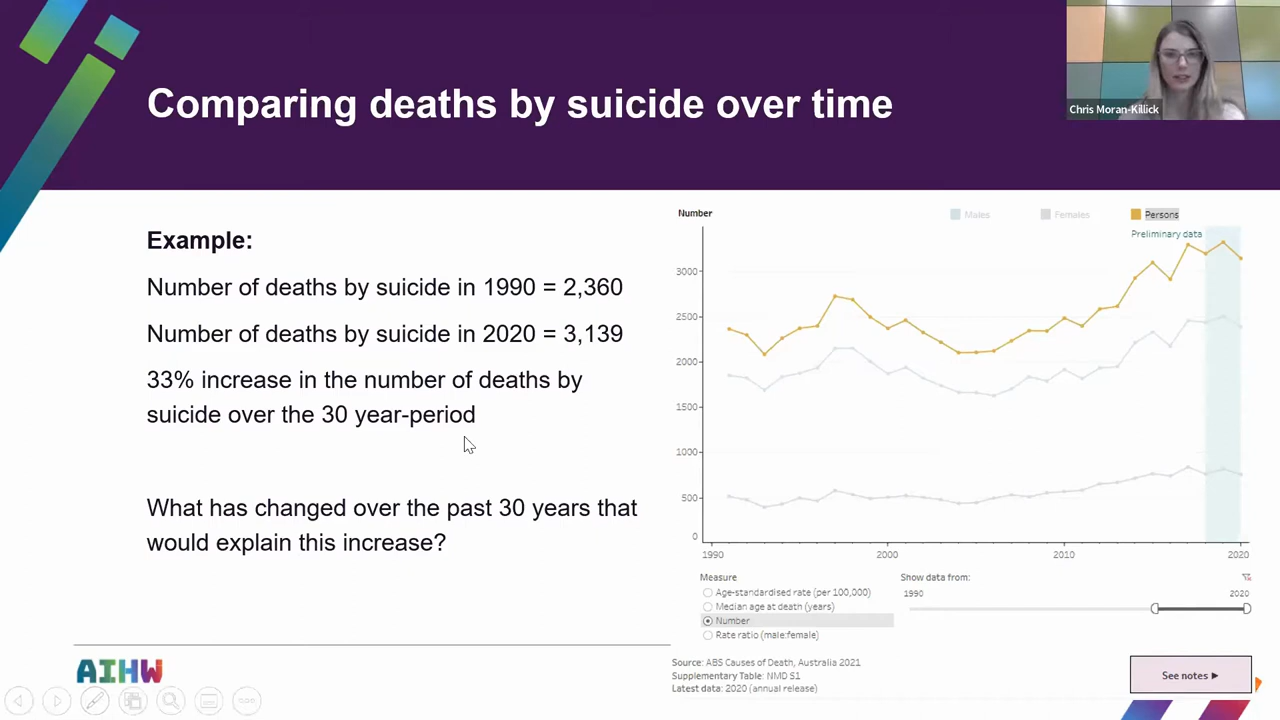 Comparing deaths by suicide over time
Chris Moran-Killick
Example:
Number of deaths by suicide in 1990 = 2,360
Number of deaths by suicide in 2020 = 3,139
33% increase in the number of deaths by
suicide over the 30 year-period
What has changed over the past 30 years that
would explain this increase?
Number
Males
Females
Persons
Preliminary data
3000
2500
2000
1500
1000
500
0
1990
2000
2010
2020
Measure
Age-standardised rate (per 100,000)
Median age at death (years)
Number
Rate ratio (male:female)
Show data from:
1990
2020
Source: ABS Causes of Death, Australia 2021
Supplementary Table: NMD S1
Latest data: 2020 (annual release)
See notes ▶
AIHW